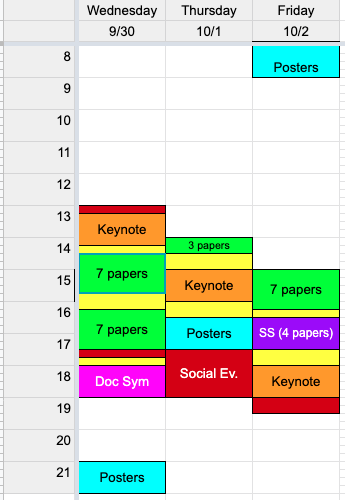 Wednesday Thursday Friday
9/30 10/1 10/2
8
Posters
9
10
11
12
13
Keynote
14
3 papers
7 papers
15
Keynote
7 papers
16
7 papers
Posters
SS (4 papers)
17
18
Doc Sym
Social Ev.
Keynote
19
20
21
Posters